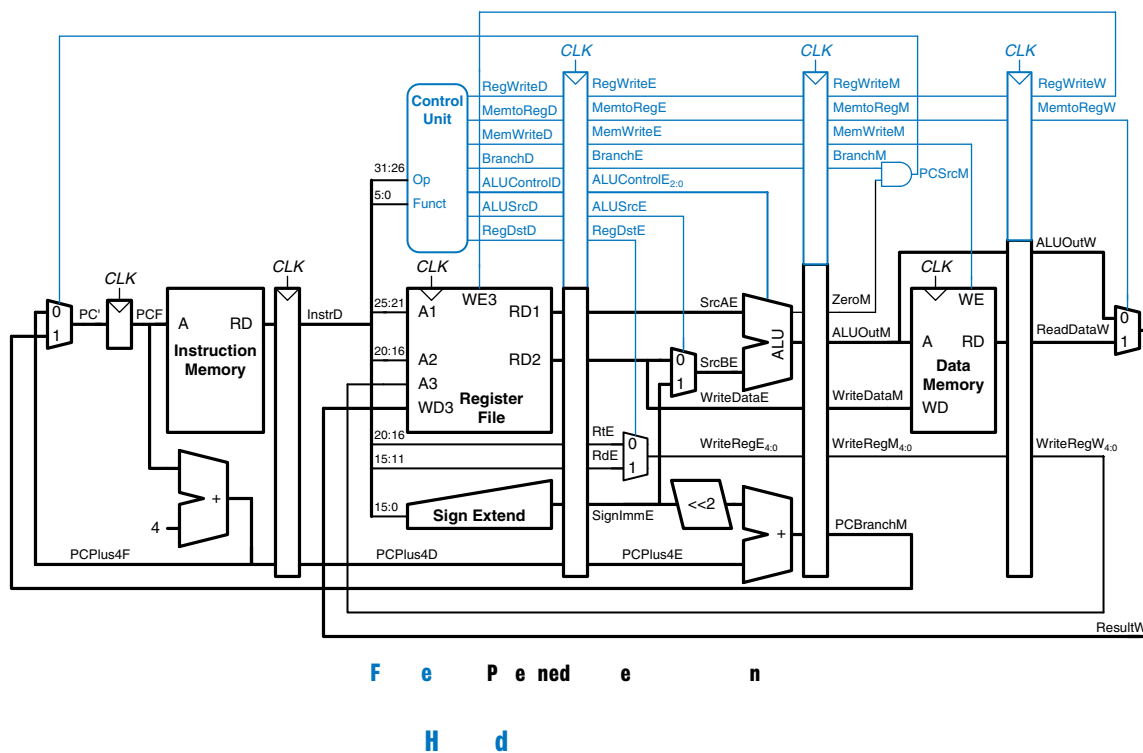 CLK CLK CLK
RegWriteD RegWriteE RegWriteM RegWriteW
Control Unit
MemtoRegD MemtoRegE MemtoRegM MemtoRegW
MemWriteD MemWriteE MemWriteM
BranchD BranchE BranchM
31:26
PCSrcM
Op
ALUControlD ALUControlE2:0
5:0
Funct
ALUSrcD ALUSrcE
RegDstD RegDstE
ALUOutW
CLK CLK CLK CLK
WE3 WE
25:21
0 PC' PCF A RD InstrD A1 RD1 SrcAE ZeroM 0
1
Instruction Memory
ALU ALUOutM A RD ReadDataW 1
20:16 A2 RD2 0 SrcBE
Data Memory
A3 1
WD3 Register File WriteDataE WriteDataM WD
20:16 RtE 0
15:11 RdE 1 WriteRegE4:0 WriteRegM4:0 WriteRegW4:0
+
15:0 Sign Extend SignImmE <<2
4 PCBranchM
+
PCPlus4F PCPlus4D PCPlus4E
ResultW
F e P e ned e n
H d